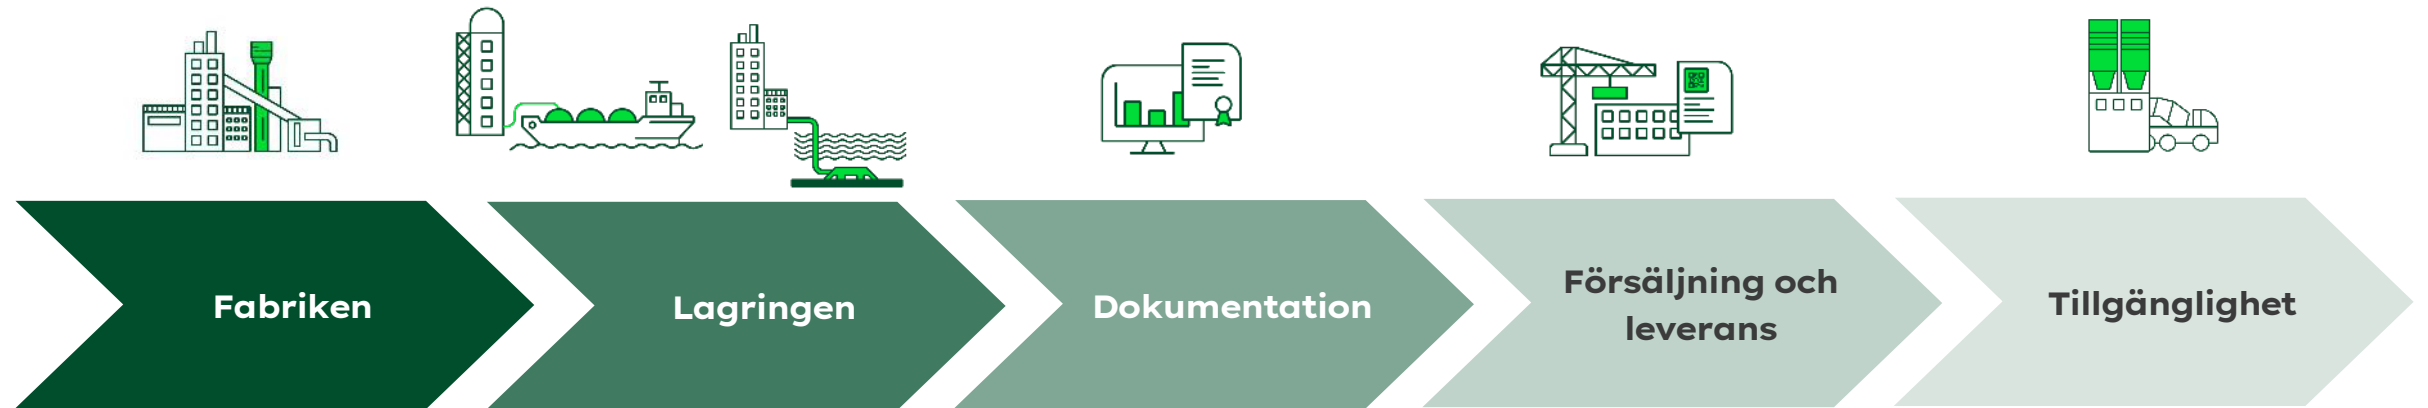 Fabriken
Lagringen
Dokumentation
Försäljning och
leverans
Tillgänglighet